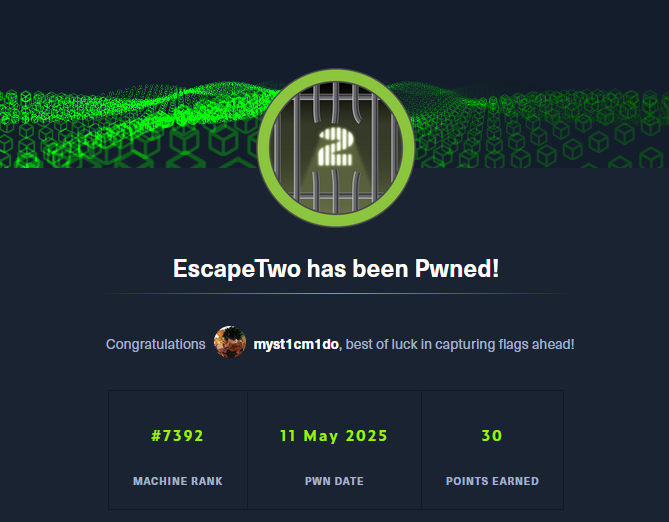 2
EscapeTwo has been Pwned!
Congratulations myst1cm1do, best of luck in capturing flags ahead!
#7392 11 May 2025 30
MACHINE RANK PWN DATE POINTS EARNED